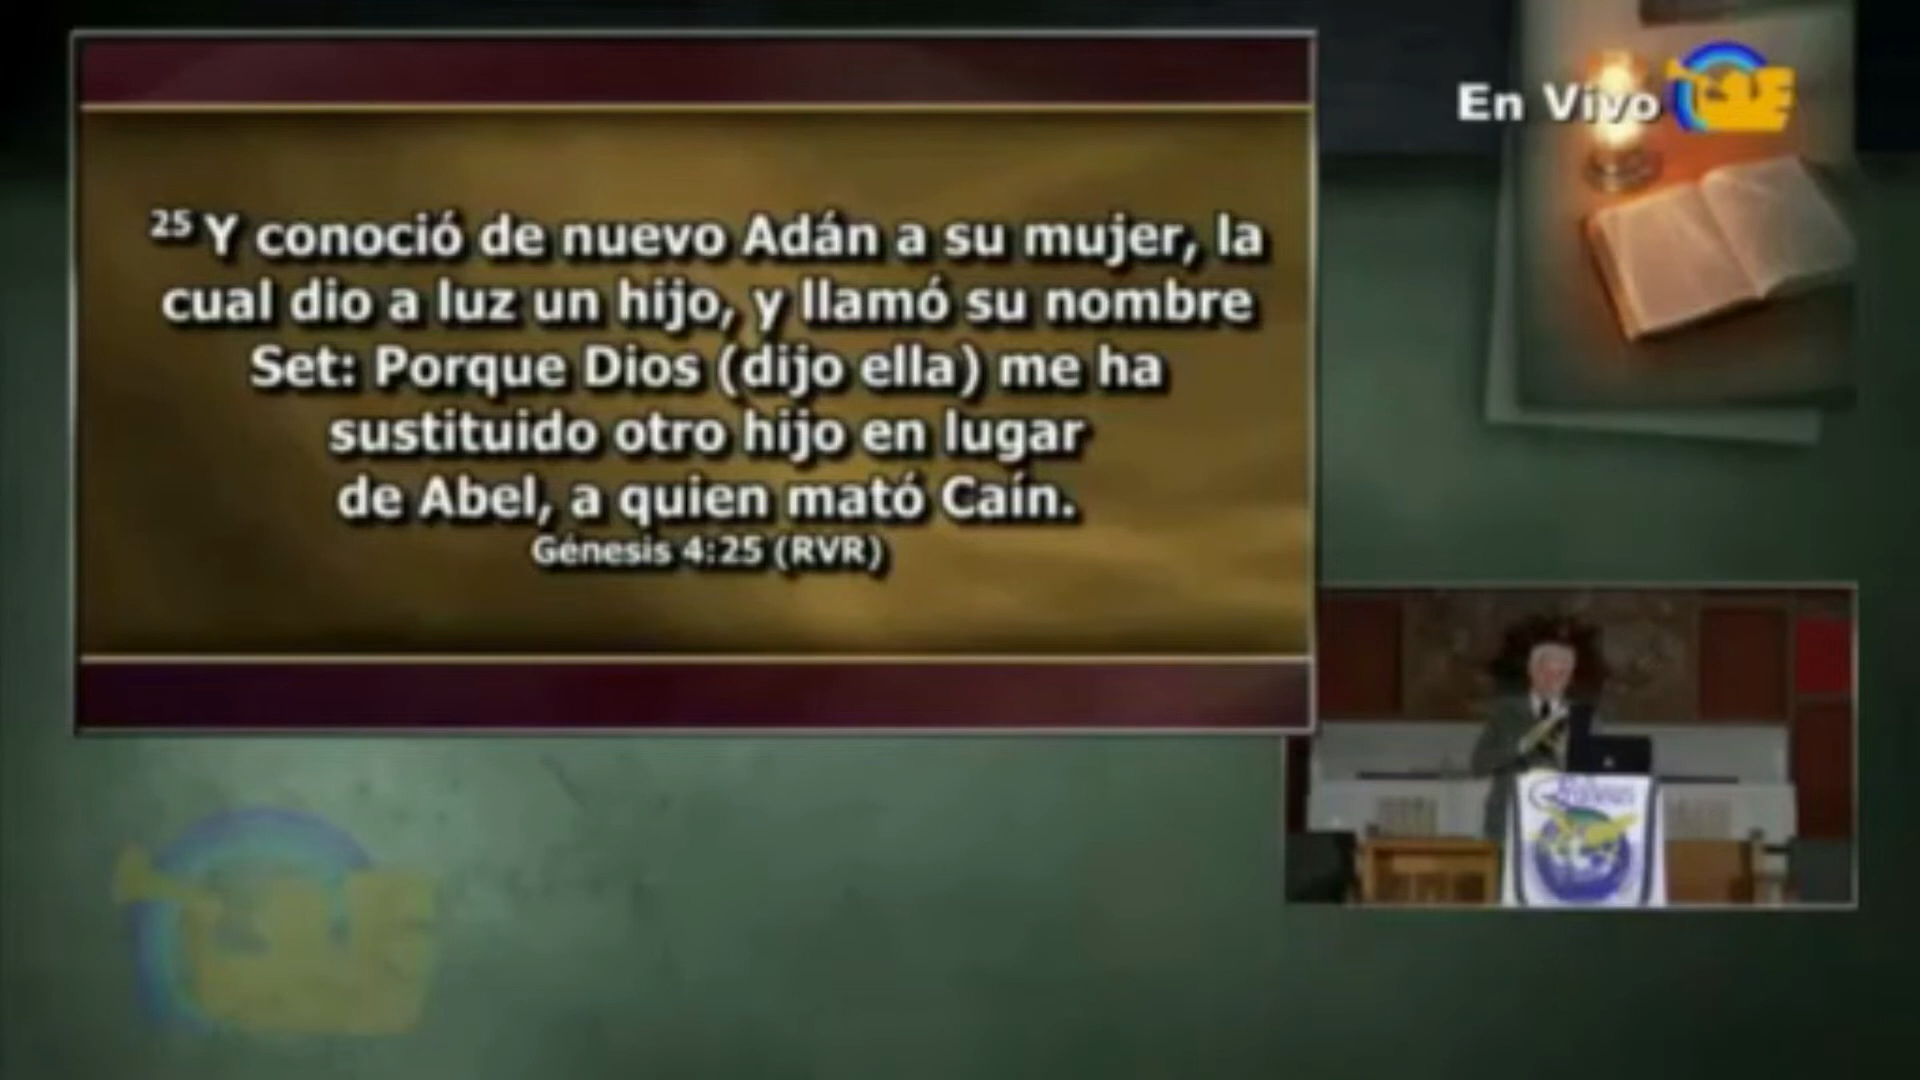 En Vivo
25 Y conoció de nuevo Adán a su mujer, la
cual dio a luz un hijo, y llamó su nombre
Set: Porque Dios (dijo ella) me ha
sustituido otro hijo en lugar
de Abel, a quien mató Caín.
Génesis 4:25 (RVR)